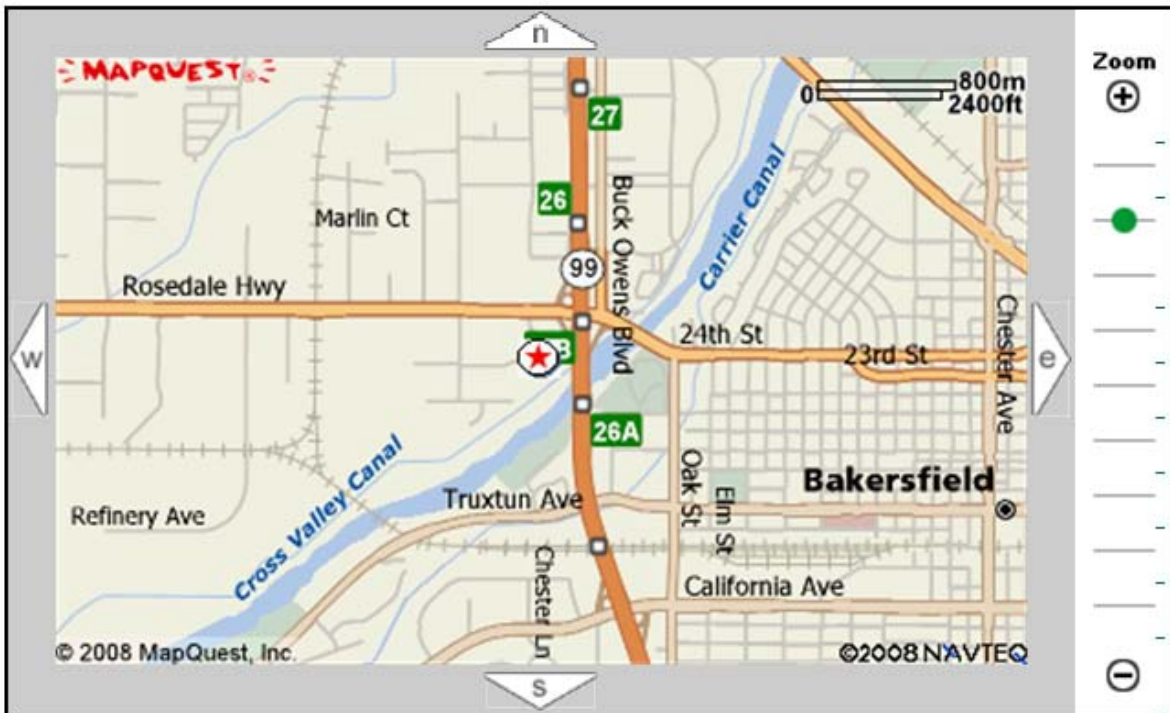 n
Zoom
MAPQUEST®
800m
0
2400ft
27
26
Buck Owens Blvd
Carrier Canal
Marlin Ct
99
Rosedale Hwy
Chester Ave
24th St
23rd St
B
w
e
26A
Cross Valley Canal
Truxtun Ave
Oak St
Elm St
Bakersfield
Refinery Ave
Chester Ln
California Ave
© 2008 MapQuest, Inc.
©2008 NAVTEQ
s